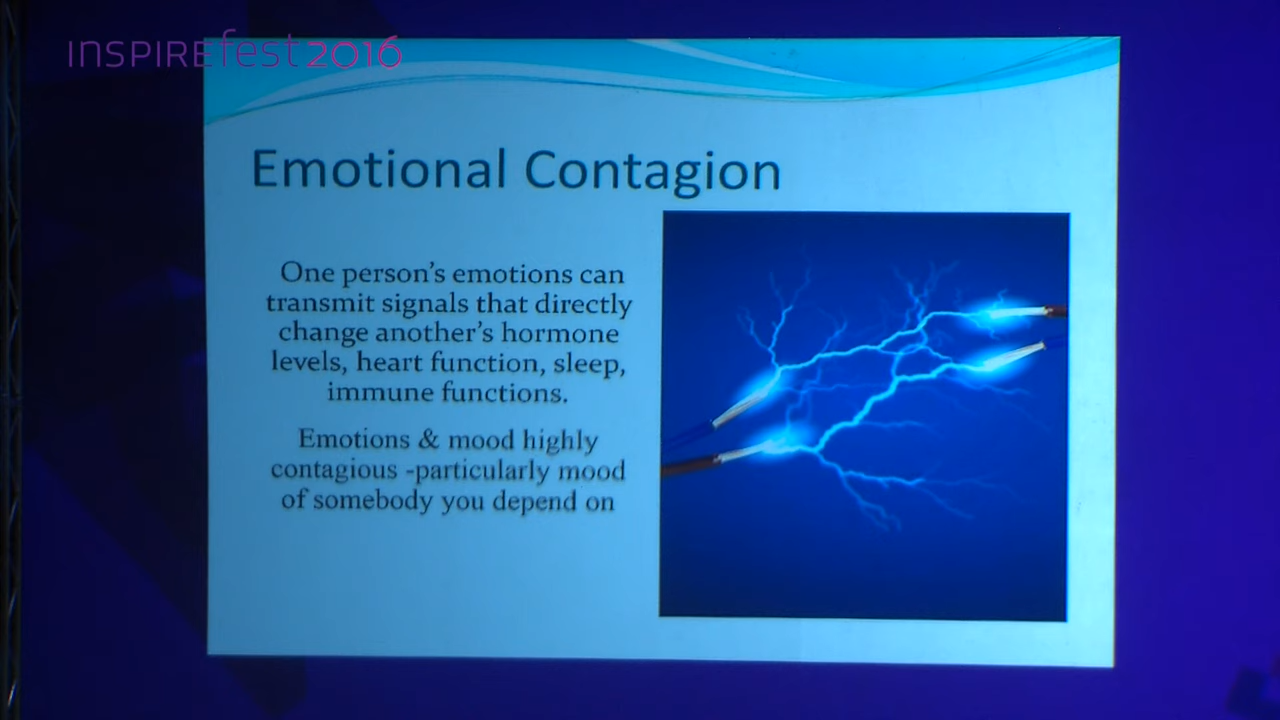 INSPIREfest2016
Emotional Contagion
One person's emotions can
transmit signals that directly
change another's hormone
levels, heart function, sleep,
immune functions.
Emotions & mood highly
contagious -particularly mood
of somebody you depend on